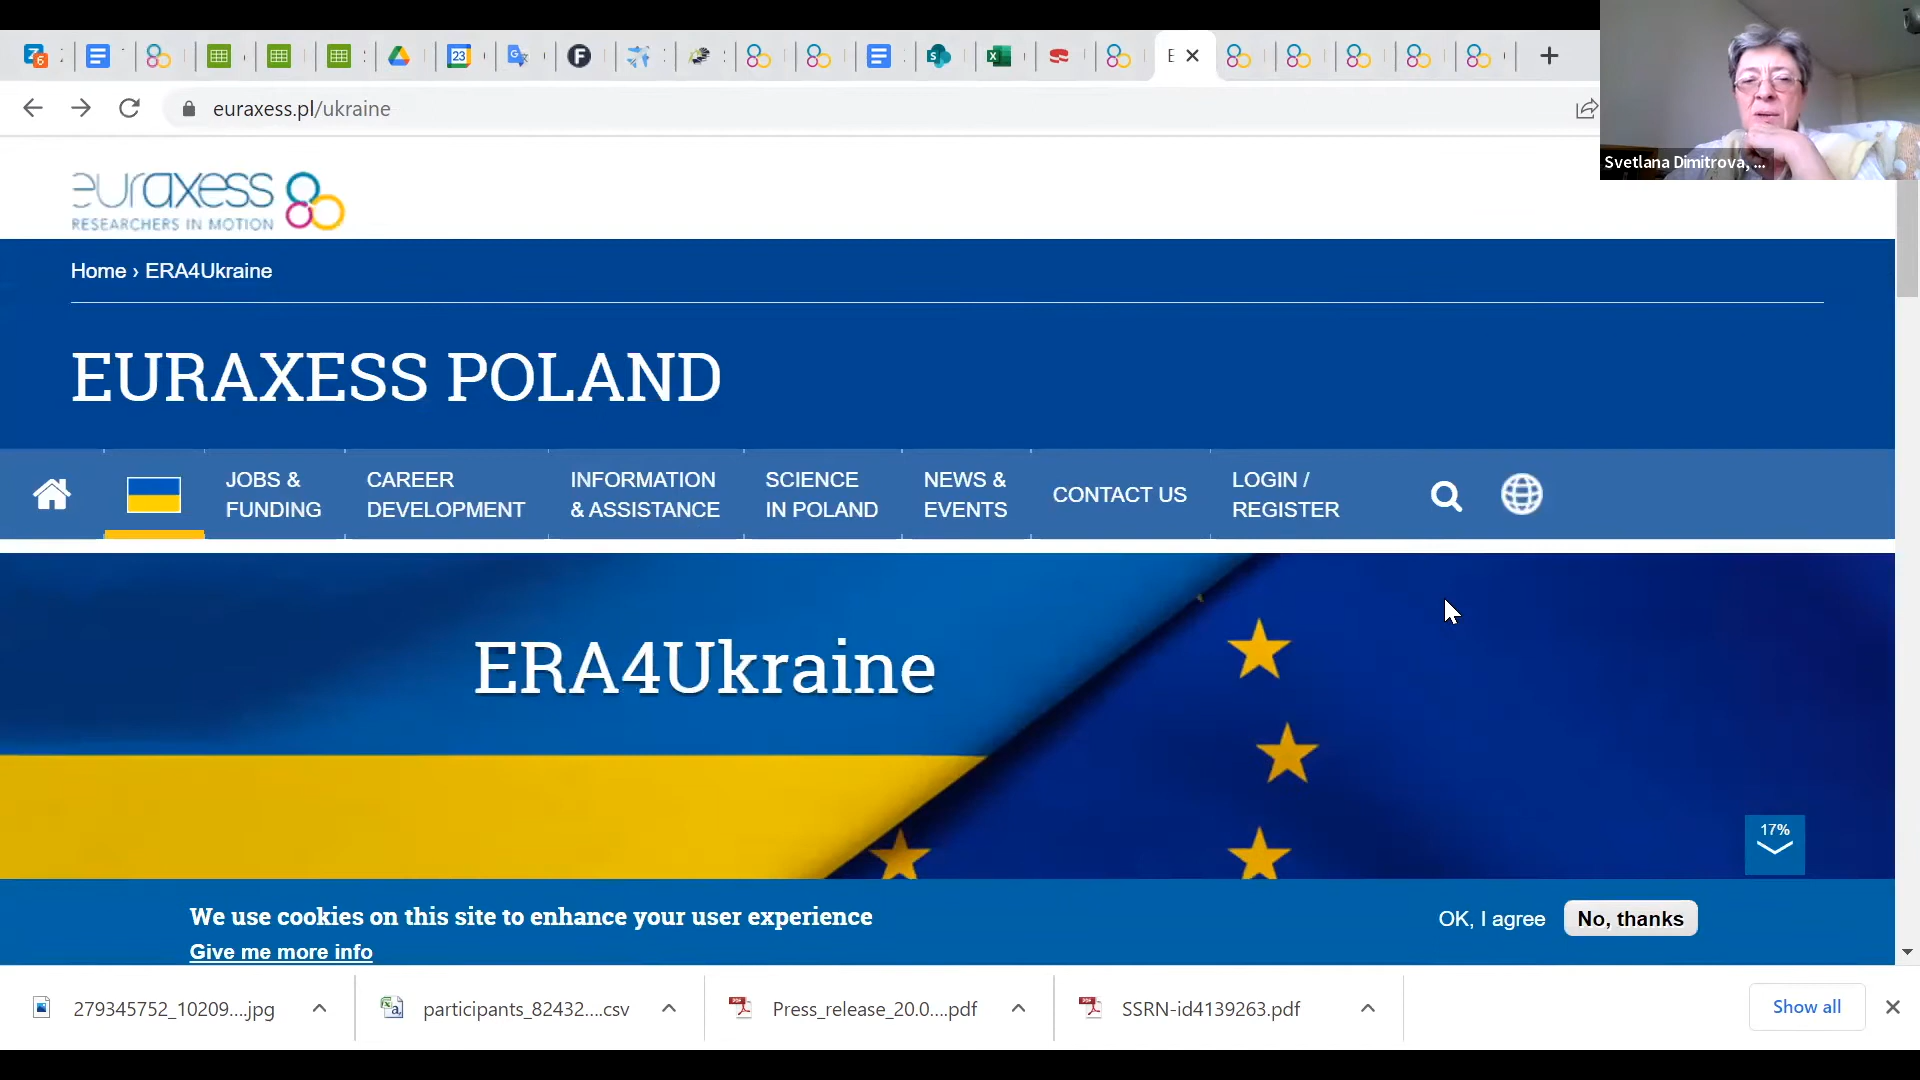 6
23
F
S
E
euraxess.pl/ukraine
Svetlana Dimitrova, ...
euraxess
RESEARCHERS IN MOTION
Home › ERA4Ukraine
EURAXESS POLAND
JOBS &
FUNDING
CAREER
DEVELOPMENT
INFORMATION
& ASSISTANCE
SCIENCE
IN POLAND
NEWS &
EVENTS
CONTACT US
LOGIN /
REGISTER
ERA4Ukraine
17%
We use cookies on this site to enhance your user experience
Give me more info
OK, I agree
No, thanks
279345752_10209....jpg
participants_82432....csv
Press_release_20.0....pdf
SSRN-id4139263.pdf
Show all